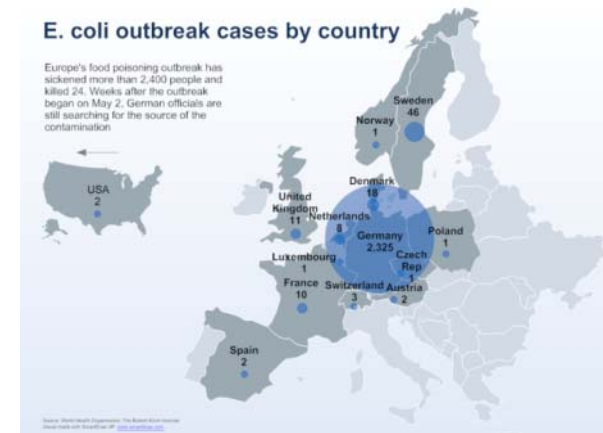 E. coli outbreak cases by country
Europe's food poisoning outbreak has
sickened more than 2,400 people and
killed 24. Weeks after the outbreak
began on May 2, German officials are
still searching for the source of the
contamination
Sweden
46
Norway
1
USA
2
Denmark
18
United
Kingdom
11
Netherlands
8
Germany
2,325
Poland
1
Czech
Rep
1
Luxembourg
1
France
10
Switzerland
3
Austria
2
Spain
2